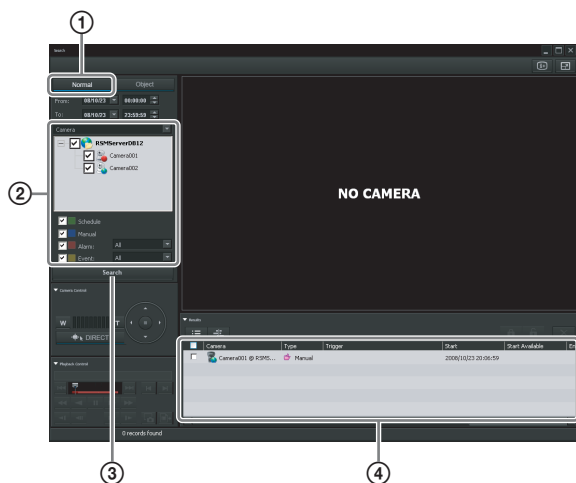 1
Search
Normal Object
From: 08/10/23 00:00:00
To: 08/10/23 23:59:59
Camera
RSMServer0012
Camera001
Camera002
2
NO CAMERA
Schedule
Manual
Alarm: All
Event: All
Search
Camera Control
W T
DIRECT
Results
Camera Type Trigger Start Start Available En
Camera001 @ RSMS... Manual 2008/10/23 20:06:59
Playback Control
0 records found
3
4